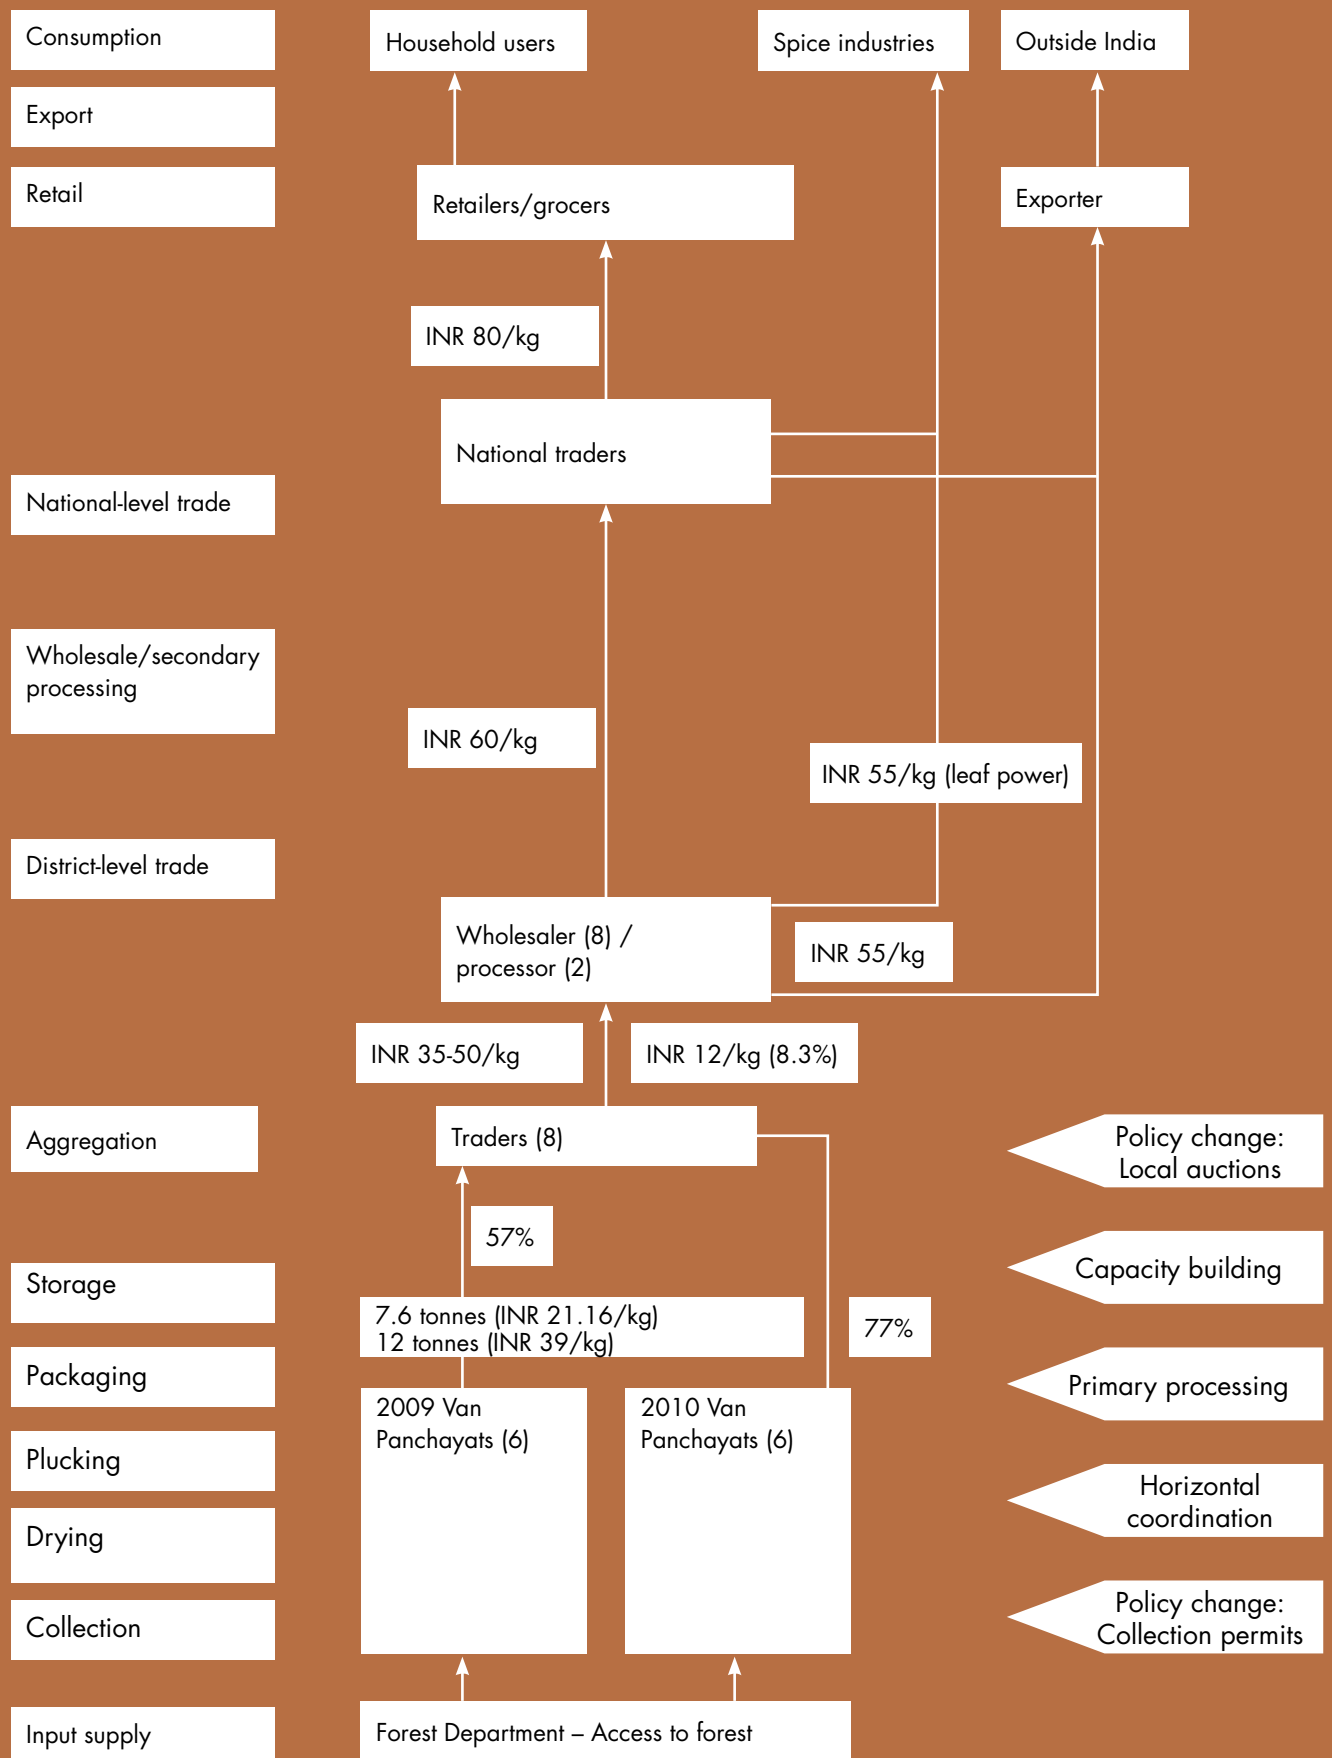 Consumption
Household users
Spice industries
Outside India
Export
Retail
Retailers/grocers
Exporter
INR 80/kg
National traders
National-level trade
Wholesale/secondary
processing
INR 60/kg
INR 55/kg (leaf power)
District-level trade
Wholesaler (8) /
processor (2)
INR 55/kg
INR 35-50/kg
INR 12/kg (8.3%)
Aggregation
Traders (8)
Policy change:
Local auctions
57%
Storage
Capacity building
7.6 tonnes (INR 21.16/kg)
12 tonnes (INR 39/kg)
77%
Packaging
Primary processing
2009 Van
Panchayats (6)
2010 Van
Panchayats (6)
Plucking
Horizontal
coordination
Drying
Collection
Policy change:
Collection permits
Input supply
Forest Department – Access to forest